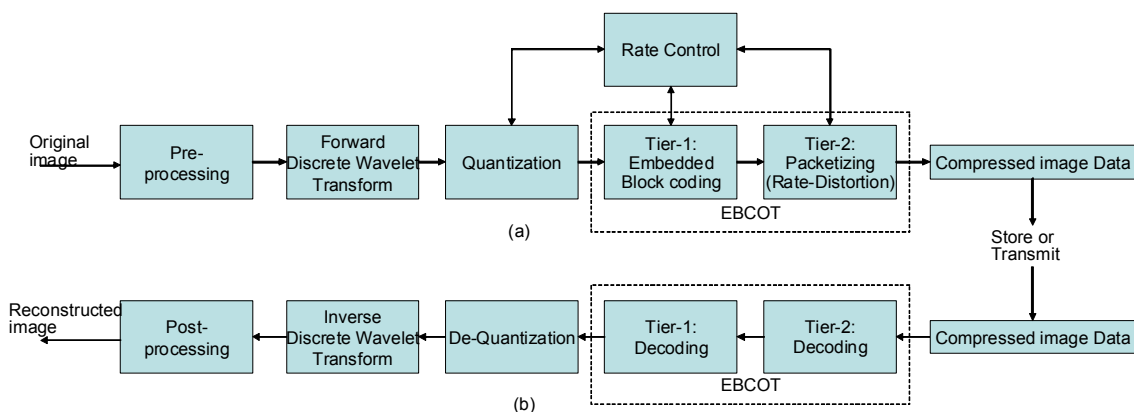 Rate Control
Original
image
Pre-
processing
Forward
Discrete Wavelet
Transform
Quantization
Tier-1:
Embedded
Block coding
Tier-2:
Packetizing
(Rate-Distortion)
Compressed image Data
EBCOT
(a)
Store or
Transmit
Reconstructed
image
Post-
processing
Inverse
Discrete Wavelet
Transform
De-Quantization
Tier-1:
Decoding
Tier-2:
Decoding
Compressed image Data
EBCOT
(b)